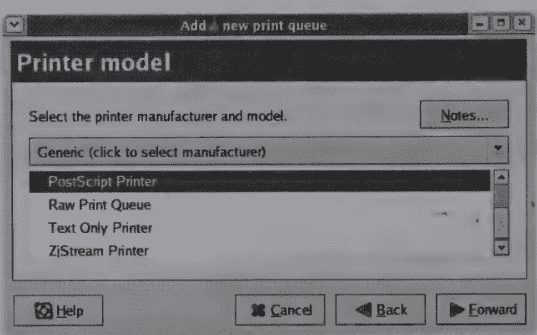 Add a new print queue
Printer model
Select the printer manufacturer and model.
Notes...
Generic (click to select manufacturer)
PostScript Printer
Raw Print Queue
Text Only Printer
ZjStream Printer
Help
Cancel
Back
Forward